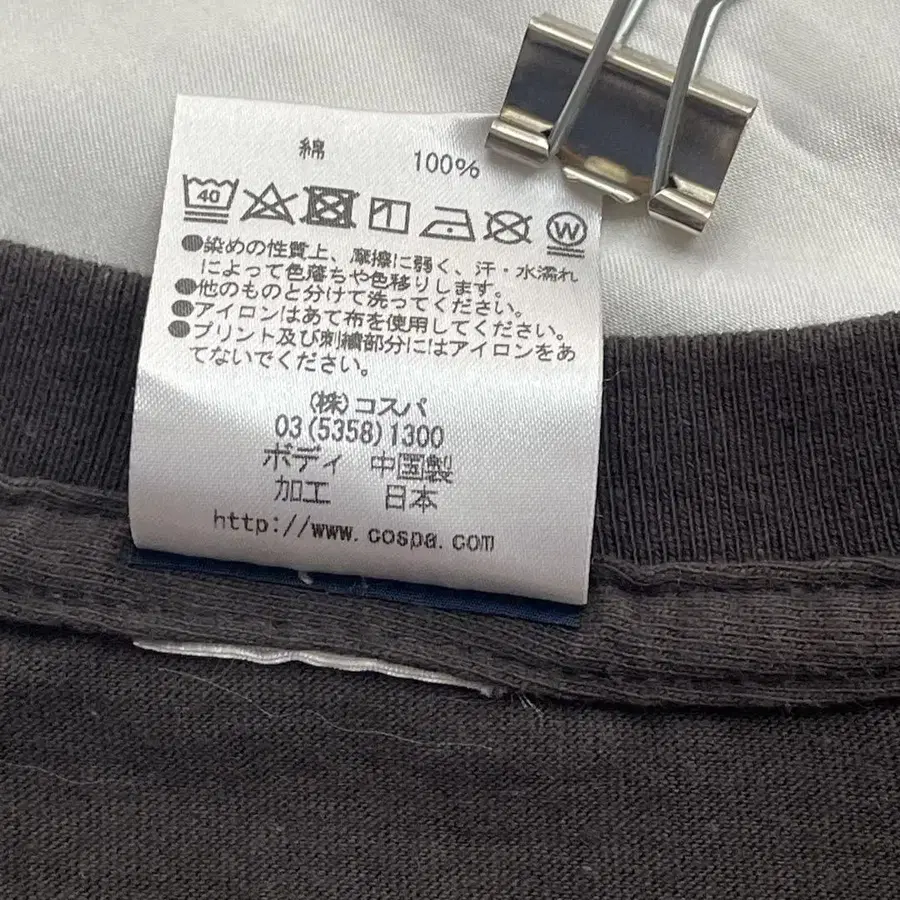 綿 100%
40 W
●染めの性質上、摩擦に弱く、汗・水濡れ
によって色落ちや色移りします。
●他のものと分けて洗ってください。
●アイロンはあて布を使用してください。
●プリント及び刺繍部分にはアイロンをあ
てないでください。
(株)コスパ
03(5358)1300
ボディ 中国製
加工 日本
http://www.cospa.com